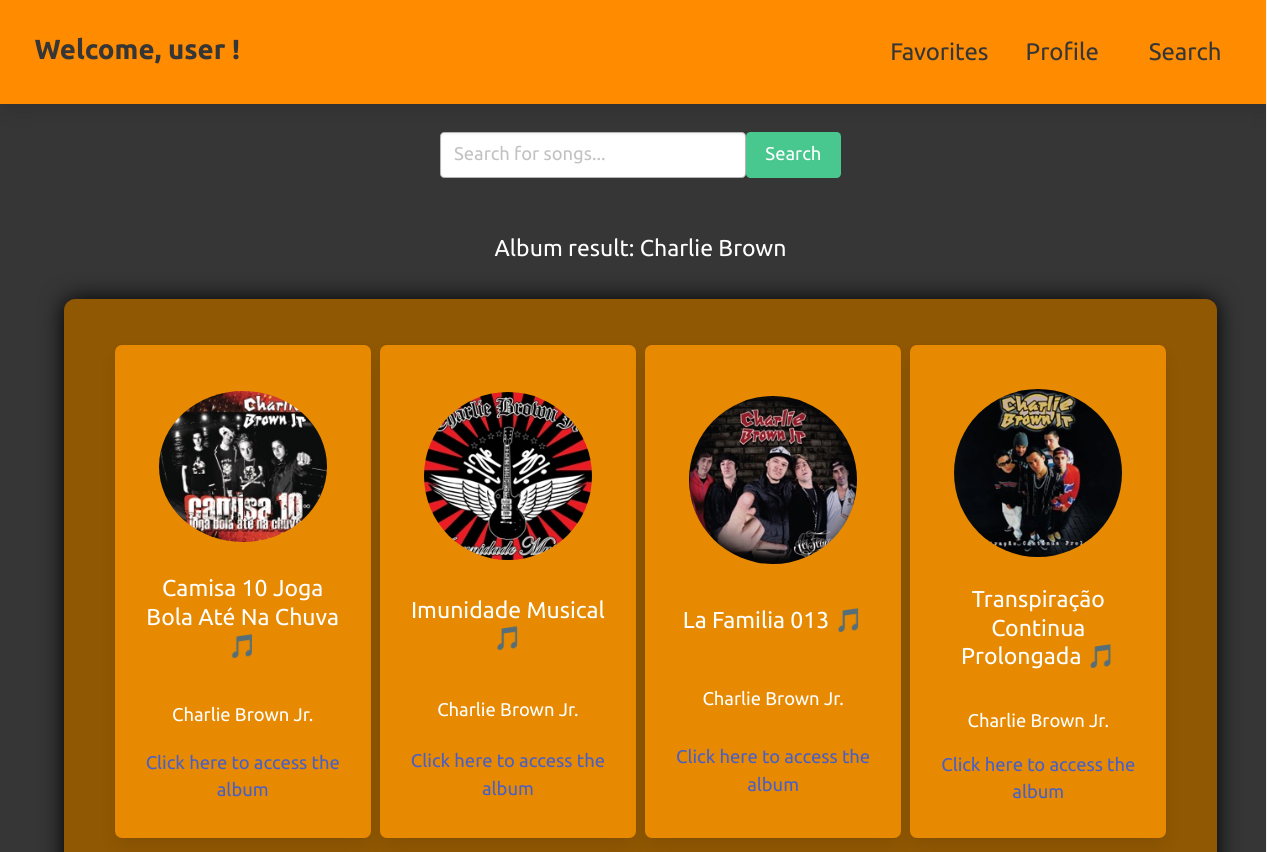 Welcome, user !
Favorites
Profile
Search
Search for songs...
Search
Album result: Charlie Brown
Charlie
Brown Jr
camisa 10
joga bola até na chuva
Charlie Brown Jr
Imunidade
Charlie
Brown Jr
Charlie
Brown Jr
Camisa 10 Joga
Bola Até Na Chuva
🎵
Imunidade Musical
🎵
La Familia 013 🎵
Transpiração
Continua
Prolongada 🎵
Charlie Brown Jr.
Charlie Brown Jr.
Charlie Brown Jr.
Charlie Brown Jr.
Click here to access the
album
Click here to access the
album
Click here to access the
album
Click here to access the
album